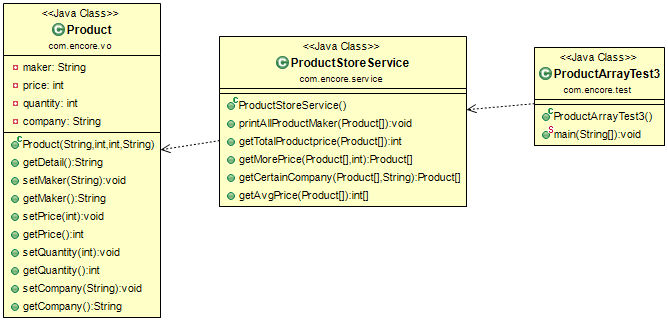 <<Java Class>>
Product
com.encore.vo
maker: String
price: int
quantity: int
company: String
Product(String,int,int,String)
getDetail():String
setMaker(String):void
getMaker():String
setPrice(int):void
getPrice():int
setQuantity(int):void
getQuantity():int
setCompany(String):void
getCompany():String
<<Java Class>>
ProductStoreService
com.encore.service
ProductStoreService()
printAllProductMaker(Product[]):void
getTotalProductprice(Product[]):int
getMorePrice(Product[],int):Product[]
getCertainCompany(Product[],String):Product[]
getAvgPrice(Product[]):int[]
<<Java Class>>
ProductArrayTest3
com.encore.test
ProductArrayTest3()
main(String[]):void